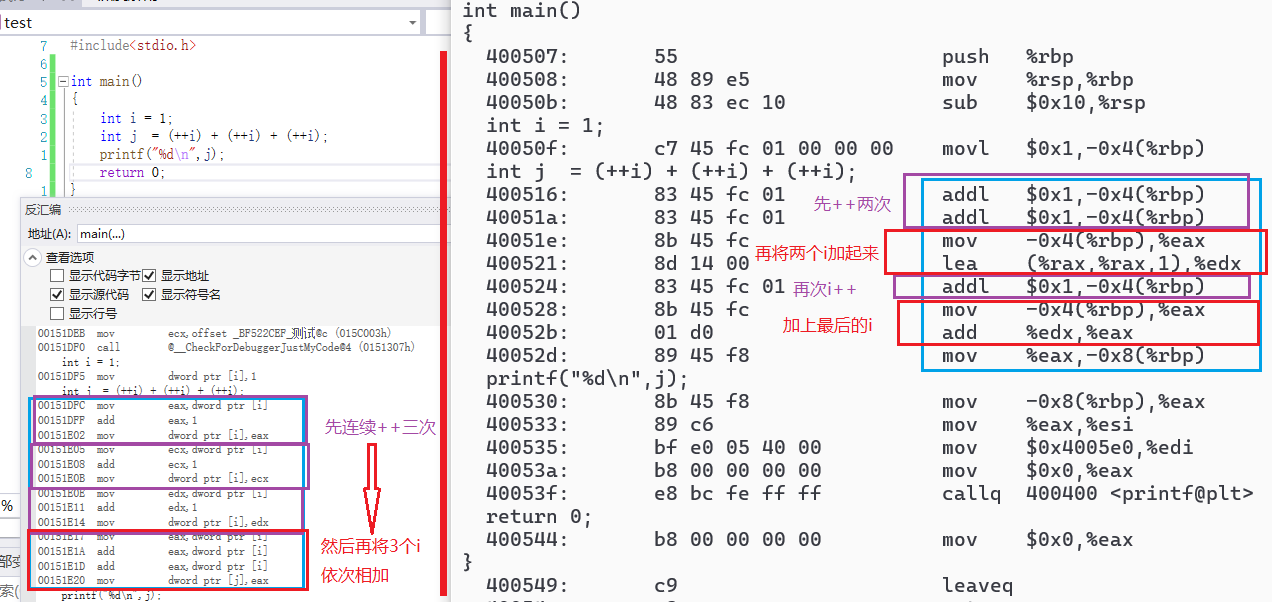 test
7 #include<stdio.h>
6
5 int main()
4 {
3 int i = 1;
2 int j  = (++i) + (++i) + (++i);
1 printf("%d\n",j);
8 return 0;
1 }
反汇编
地址(A): main(...)
查看选项
显示代码字节 显示地址
显示源代码 显示符号名
显示行号
00151DEB mov ecx,offset _BF522CEF_测试@c (015C003h)
00151DF0 call @__CheckForDebuggerJustMyCode@4 (0151307h)
int i = 1;
00151DF5 mov dword ptr [i],1
int j  = (++i) + (++i) + (++i);
00151DFC mov eax,dword ptr [i]
00151DFF add eax,1
00151E02 mov dword ptr [i],eax
00151E05 mov ecx,dword ptr [i]
00151E08 add ecx,1
00151E0B mov dword ptr [i],ecx
00151E0E mov edx,dword ptr [i]
00151E11 add edx,1
00151E14 mov dword ptr [i],edx
00151E17 mov eax,dword ptr [i]
00151E1A add eax,dword ptr [i]
00151E1D add eax,dword ptr [i]
00151E20 mov dword ptr [j],eax
printf("%d\n",j);
%
先连续++三次
然后再将3个i
依次相加
int main()
{
400507: 55 push %rbp
400508: 48 89 e5 mov %rsp,%rbp
40050b: 48 83 ec 10 sub $0x10,%rsp
int i = 1;
40050f: c7 45 fc 01 00 00 00 movl $0x1,-0x4(%rbp)
int j  = (++i) + (++i) + (++i);
400516: 83 45 fc 01 addl $0x1,-0x4(%rbp)
先++两次
40051a: 83 45 fc 01 addl $0x1,-0x4(%rbp)
40051e: 8b 45 fc mov -0x4(%rbp),%eax
再将两个i加起来
400521: 8d 14 00 lea (%rax,%rax,1),%edx
400524: 83 45 fc 01 再次i++ addl $0x1,-0x4(%rbp)
400528: 8b 45 fc mov -0x4(%rbp),%eax
加上最后的i
40052b: 01 d0 add %edx,%eax
40052d: 89 45 f8 mov %eax,-0x8(%rbp)
printf("%d\n",j);
400530: 8b 45 f8 mov -0x8(%rbp),%eax
400533: 89 c6 mov %eax,%esi
400535: bf e0 05 40 00 mov $0x4005e0,%edi
40053a: b8 00 00 00 00 mov $0x0,%eax
40053f: e8 bc fe ff ff callq 400400 <printf@plt>
return 0;
400544: b8 00 00 00 00 mov $0x0,%eax
}
400549: c9 leaveq